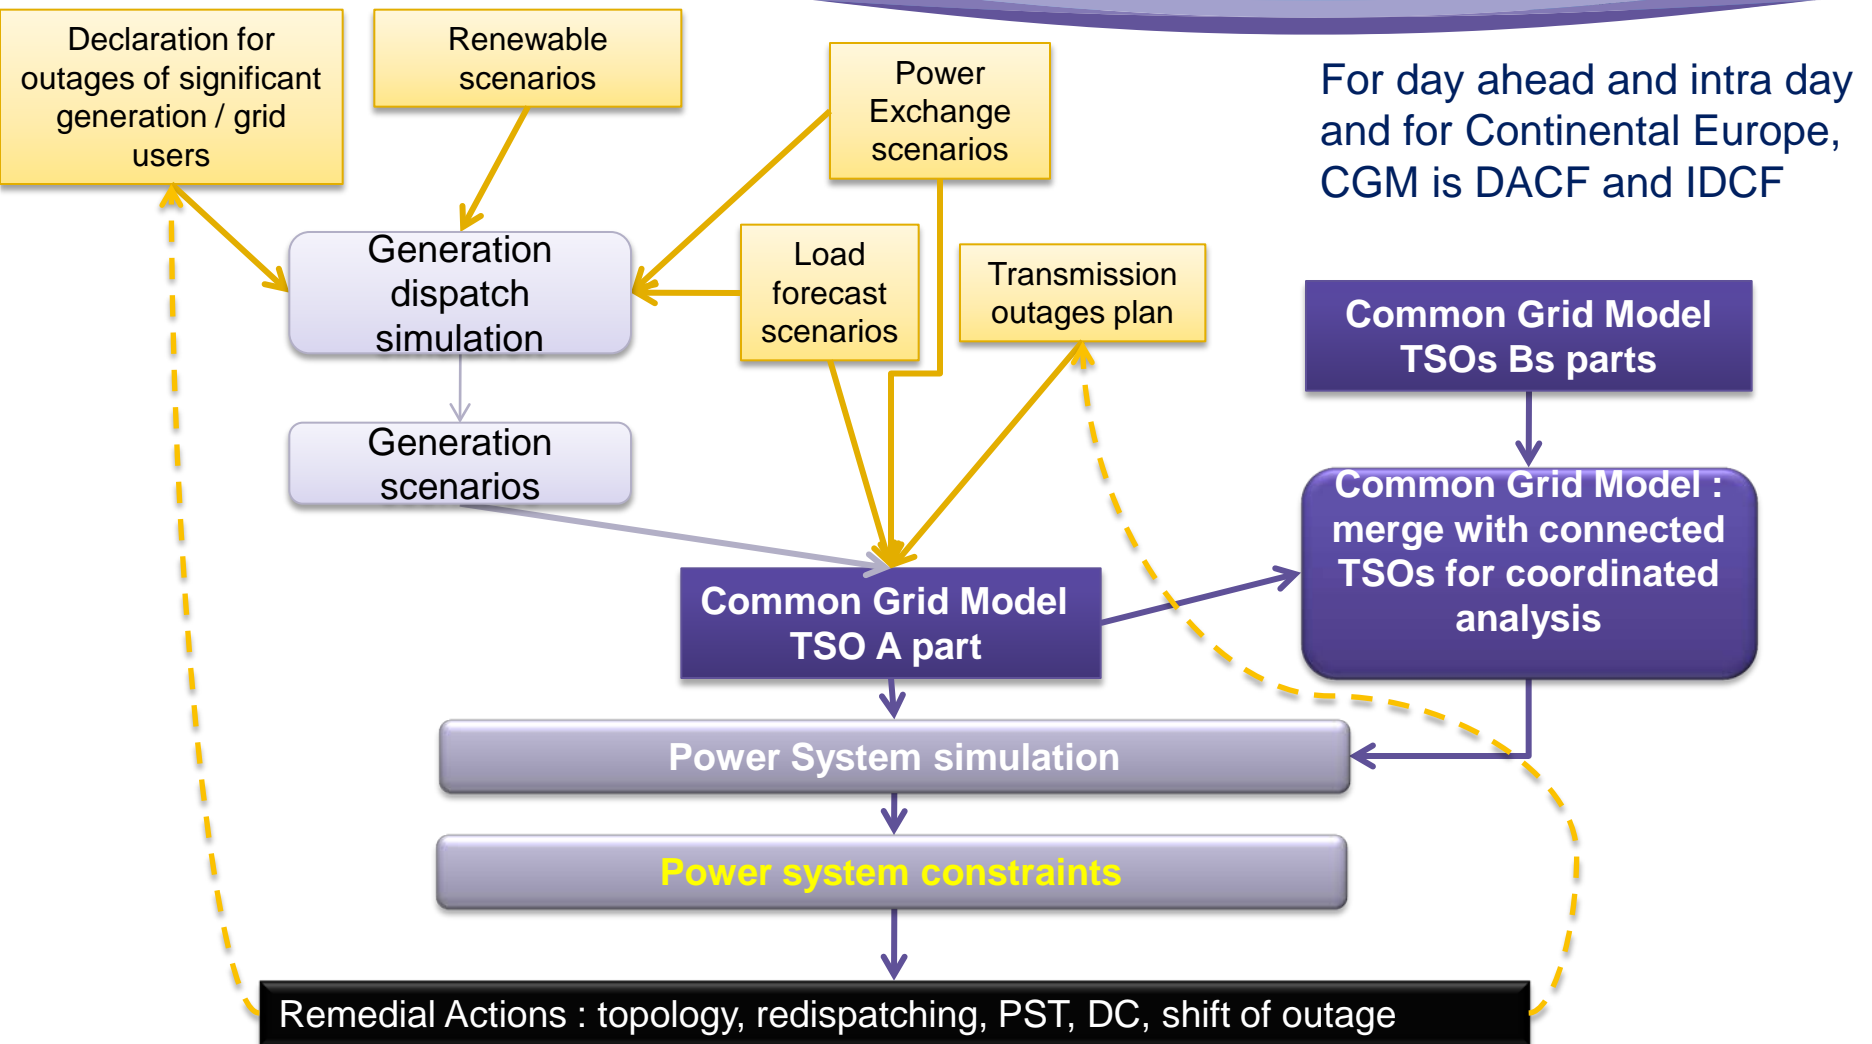 Declaration for
outages of significant
generation / grid
users
Renewable
scenarios
Power
Exchange
scenarios
For day ahead and intra day
and for Continental Europe,
CGM is DACF and IDCF
Generation
dispatch
simulation
Load
forecast
scenarios
Transmission
outages plan
Common Grid Model
TSOs Bs parts
Generation
scenarios
Common Grid Model :
merge with connected
TSOs for coordinated
analysis
Common Grid Model
TSO A part
Power System simulation
Power system constraints
Remedial Actions : topology, redispatching, PST, DC, shift of outage